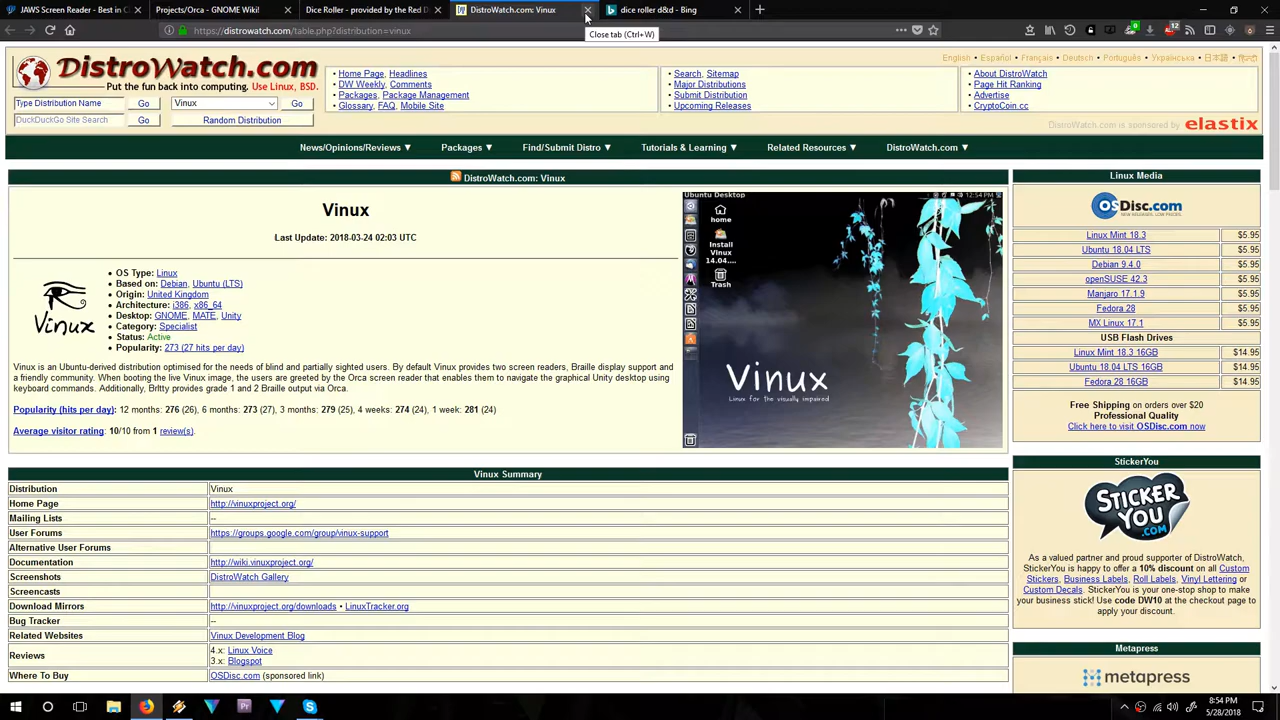 JAWS Screen Reader - Best in C
Projects/Orca - GNOME Wiki!
Dice Roller - provided by the Red D
DistroWatch.com: Vinux
dice roller d&d - Bing
Close tab (Ctrl+W)
https://distrowatch.com/table.php?distribution=vinux
English - Español - Français - Deutsch - Português - Українська - 日本語 -
DistroWatch.com
Put the fun back into computing. Use Linux, BSD.
Type Distribution Name Go Vinux Go
DuckDuckGo Site Search Go Random Distribution
• Home Page, Headlines
• DW Weekly, Comments
• Packages, Package Management
• Glossary, FAQ, Mobile Site
• Search, Sitemap
• Major Distributions
• Submit Distribution
• Upcoming Releases
• About DistroWatch
• Page Hit Ranking
• Advertise
• CryptoCoin.cc
DistroWatch.com is sponsored by elastix
News/Opinions/Reviews ▼ Packages ▼ Find/Submit Distro ▼ Tutorials & Learning ▼ Related Resources ▼ DistroWatch.com ▼
DistroWatch.com: Vinux
Vinux
Last Update: 2018-03-24 02:03 UTC
Vinux
• OS Type: Linux
• Based on: Debian, Ubuntu (LTS)
• Origin: United Kingdom
• Architecture: i386, x86_64
• Desktop: GNOME, MATE, Unity
• Category: Specialist
• Status: Active
• Popularity: 273 (27 hits per day)
Vinux is an Ubuntu-derived distribution optimised for the needs of blind and partially sighted users. By default Vinux provides two screen readers, Braille display support and
a friendly community. When booting the live Vinux image, the users are greeted by the Orca screen reader that enables them to navigate the graphical Unity desktop using
keyboard commands. Additionally, Brltty provides grade 1 and 2 Braille output via Orca.
Popularity (hits per day): 12 months: 276 (26), 6 months: 273 (27), 3 months: 279 (25), 4 weeks: 274 (24), 1 week: 281 (24)
Average visitor rating: 10/10 from 1 review(s).
Ubuntu Desktop
12:54 PM
home
Install
Vinux
14.04....
Trash
Vinux
Linux for the visually impaired
Vinux Summary
Distribution Vinux
Home Page http://vinuxproject.org/
Mailing Lists --
User Forums https://groups.google.com/group/vinux-support
Alternative User Forums
Documentation http://wiki.vinuxproject.org/
Screenshots DistroWatch Gallery
Screencasts
Download Mirrors http://vinuxproject.org/downloads • LinuxTracker.org
Bug Tracker --
Related Websites Vinux Development Blog
Reviews 4.x: Linux Voice
3.x: Blogspot
Where To Buy OSDisc.com (sponsored link)
Linux Media
OSDisc.com
Linux Mint 18.3 $5.95
Ubuntu 18.04 LTS $5.95
Debian 9.4.0 $5.95
openSUSE 42.3 $5.95
Manjaro 17.1.9 $5.95
Fedora 28 $5.95
MX Linux 17.1 $5.95
USB Flash Drives
Linux Mint 18.3 16GB $14.95
Ubuntu 18.04 LTS 16GB $14.95
Fedora 28 16GB $14.95
Free Shipping on orders over $20
Professional Quality
Click here to visit OSDisc.com now
StickerYou
STICKER YOU.COM
As a valued partner and proud supporter of DistroWatch,
StickerYou is happy to offer a 10% discount on all Custom
Stickers, Business Labels, Roll Labels, Vinyl Lettering or
Custom Decals. StickerYou is your one-stop shop to make
your business stick! Use code DW10 at the checkout page to
apply your discount.
Metapress
metapress
8:54 PM
5/28/2018